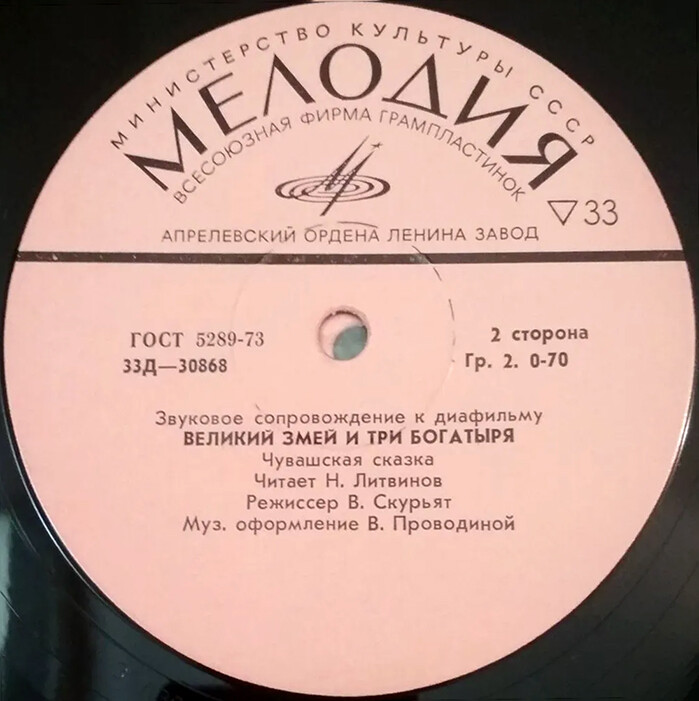 МИНИСТЕРСТВО КУЛЬТУРЫ СССР
МЕЛОДИЯ
ВСЕСОЮЗНАЯ ФИРМА ГРАМПЛАСТИНОК
▽33
АПРЕЛЕВСКИЙ ОРДЕНА ЛЕНИНА ЗАВОД
ГОСТ 5289-73
33Д—30868
2 сторона
Гр. 2. 0-70
Звуковое сопровождение к диафильму
ВЕЛИКИЙ ЗМЕЙ И ТРИ БОГАТЫРЯ
Чувашская сказка
Читает Н. Литвинов
Режиссер В. Скурьят
Муз. оформление В. Проводиной